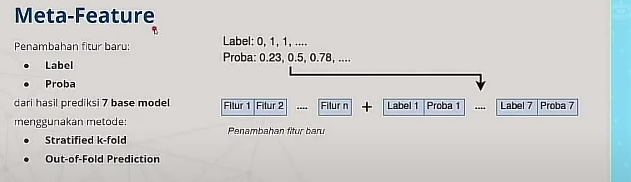 Meta-Feature
Penambahan fitur baru:
Label
Proba
dari hasil prediksi 7 base model
menggunakan metode:
Stratified k-fold
Out-of-Fold Prediction
Label: 0, 1, 1, ....
Proba: 0.23, 0.5, 0.78, ....
Fitur 1 Fitur 2 .... Fitur n + Label 1 Proba 1 .... Label 7 Proba 7
Penambahan fitur baru